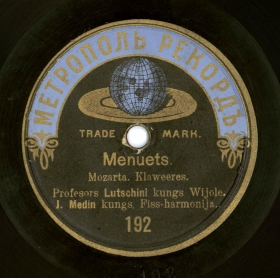 МЕТРОПОЛЬ РЕКОРДЪ
TRADE MARK.
Menuets.
Mozarta. Klaweeres.
Profesors Lutschini kungs Wijole.
J. Medin kungs, Fiss-harmonija.
192